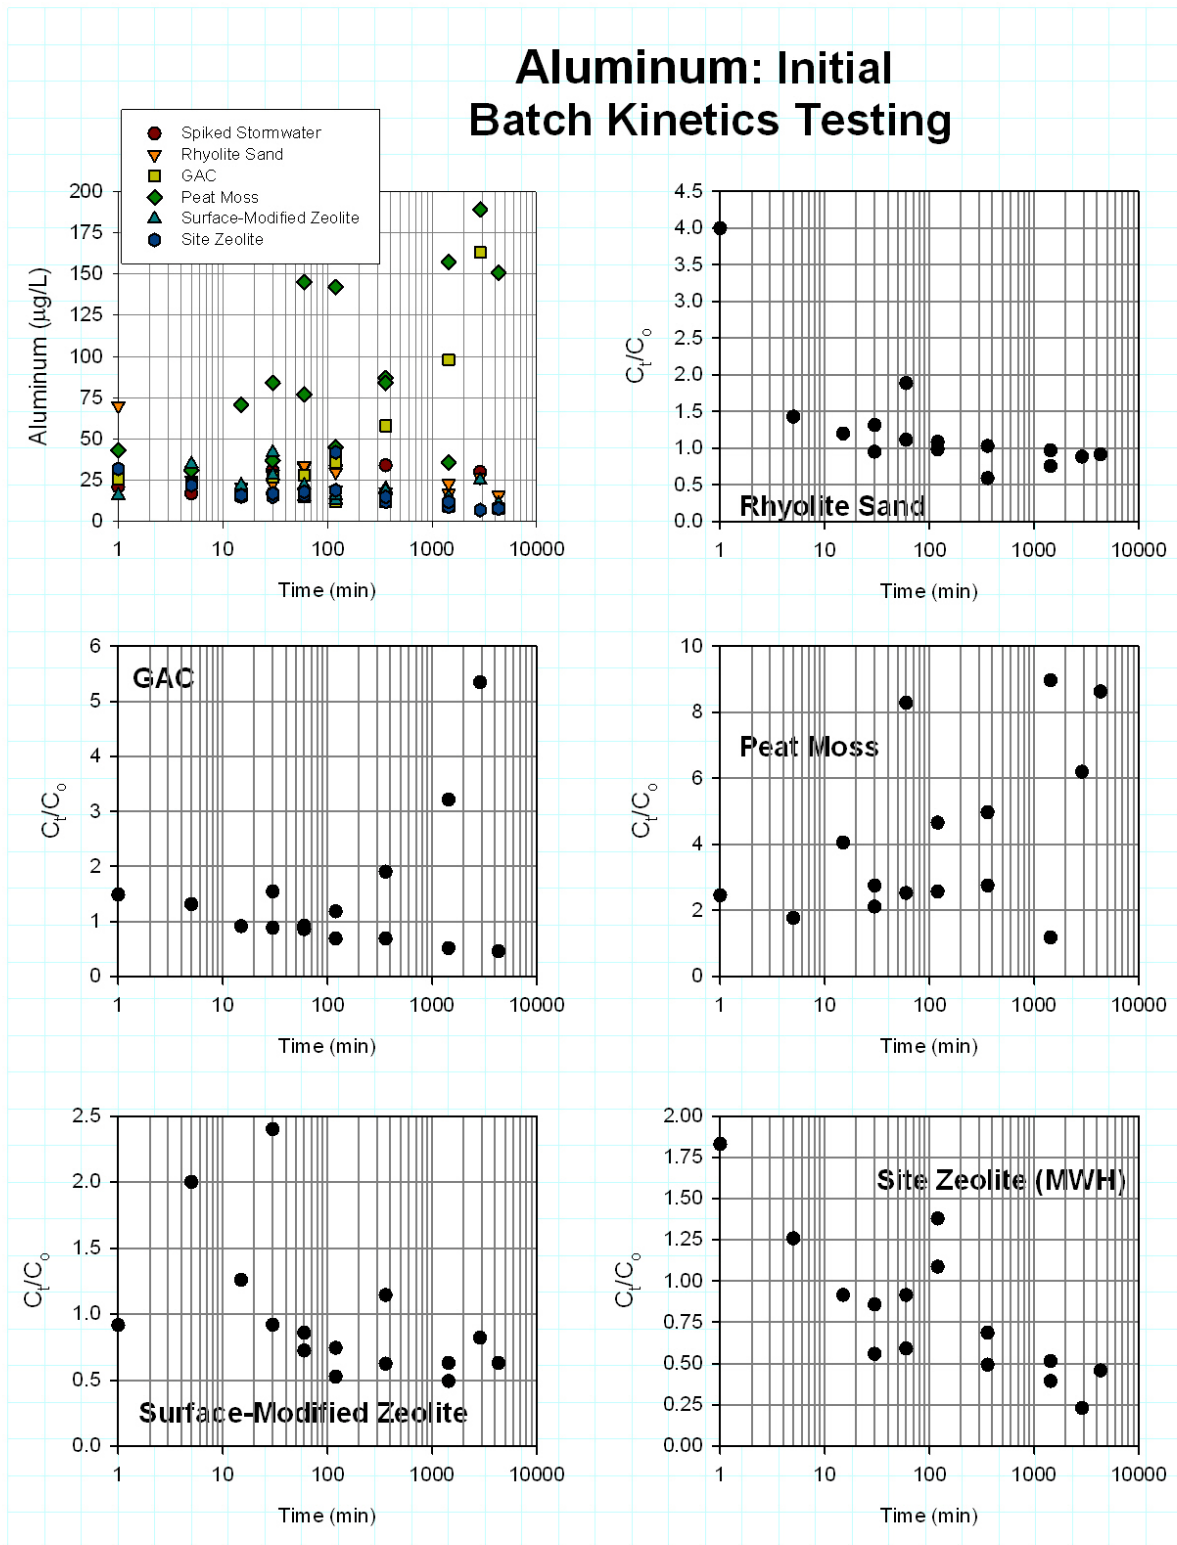 Aluminum: Initial
Batch Kinetics Testing
Spiked Stormwater
Rhyolite Sand
GAC
Peat Moss
Surface-Modified Zeolite
Site Zeolite
200
175
150
125
100
75
50
25
0
Aluminum (µg/L)
1 10 100 1000 10000
Time (min)
4.5
4.0
3.5
3.0
2.5
2.0
1.5
1.0
0.5
0.0
Ct/Co
Rhyolite Sand
1 10 100 1000 10000
Time (min)
6
5
4
3
2
1
0
Ct/Co
GAC
1 10 100 1000 10000
Time (min)
10
8
6
4
2
0
Ct/Co
Peat Moss
1 10 100 1000 10000
Time (min)
2.5
2.0
1.5
1.0
0.5
0.0
Ct/Co
Surface-Modified Zeolite
1 10 100 1000 10000
Time (min)
2.00
1.75
1.50
1.25
1.00
0.75
0.50
0.25
0.00
Ct/Co
Site Zeolite (MWH)
1 10 100 1000 10000
Time (min)